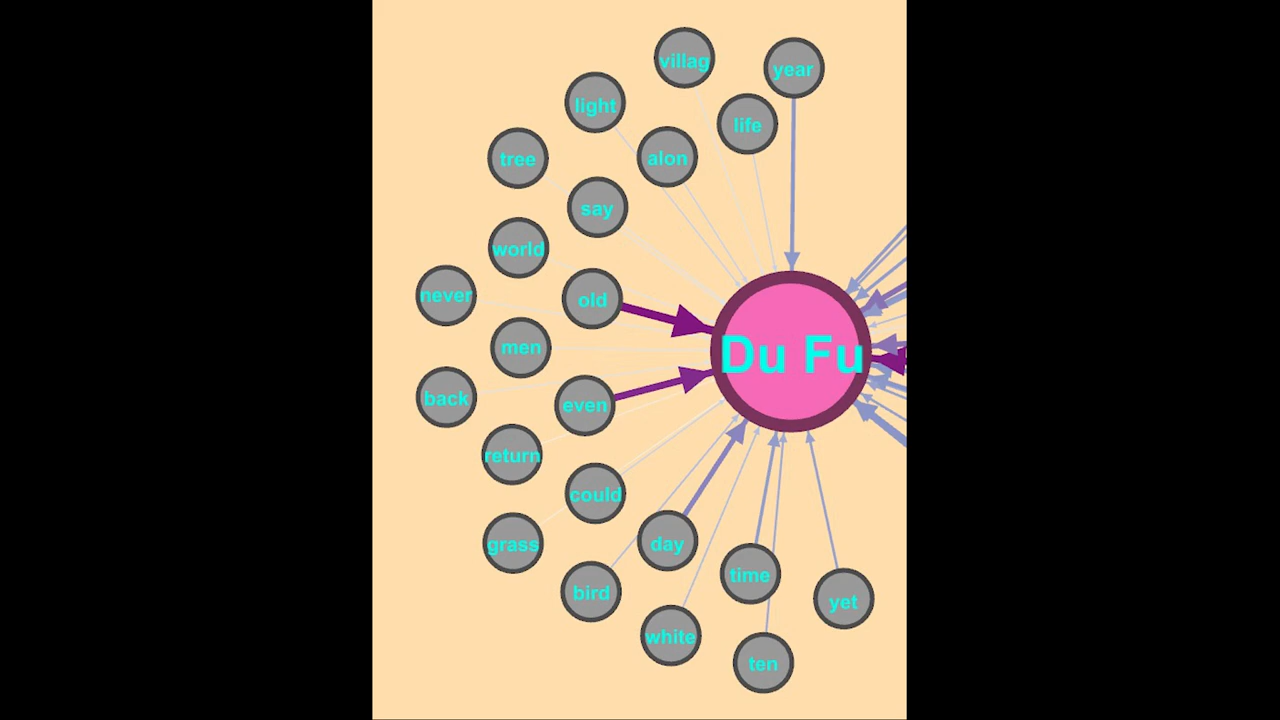 villag
year
light
life
alon
tree
say
world
never
old
men
Du Fu
back
even
return
could
grass
day
time
bird
yet
white
ten